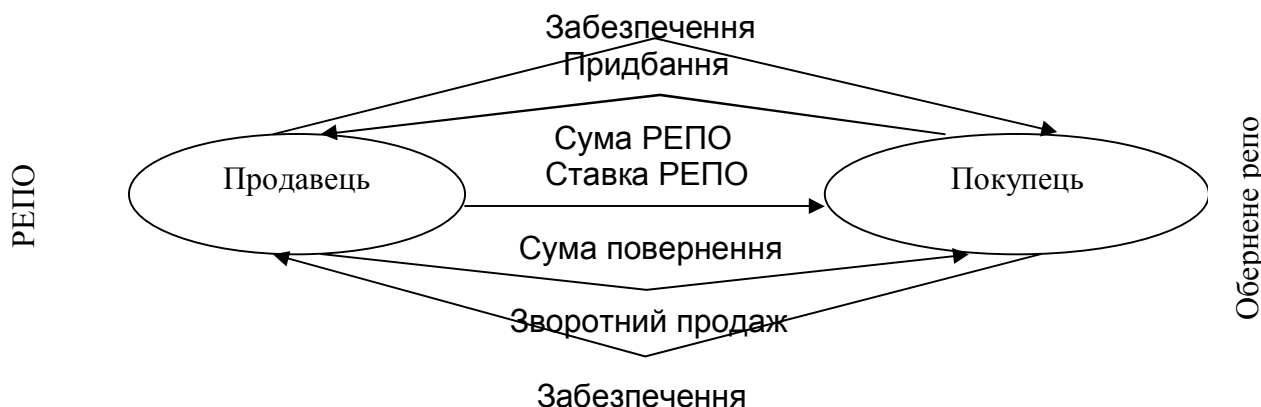 Забезпечення
Придбання
Сума РЕПО
Ставка РЕПО
Продавець
Покупець
РЕПО
Обернене репо
Сума повернення
Зворотний продаж
Забезпечення